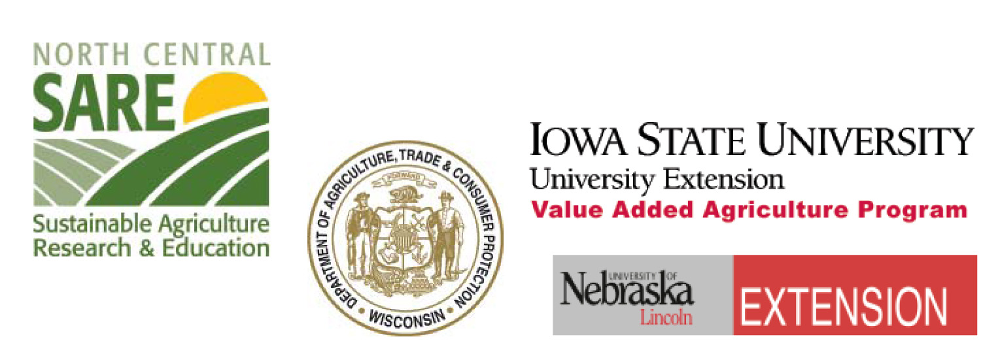 NORTH CENTRAL
SARE
Sustainable Agriculture
Research & Education
DEPARTMENT OF AGRICULTURE, TRADE & CONSUMER PROTECTION
• WISCONSIN •
FORWARD
IOWA STATE UNIVERSITY
University Extension
Value Added Agriculture Program
UNIVERSITY OF
Nebraska
Lincoln
EXTENSION